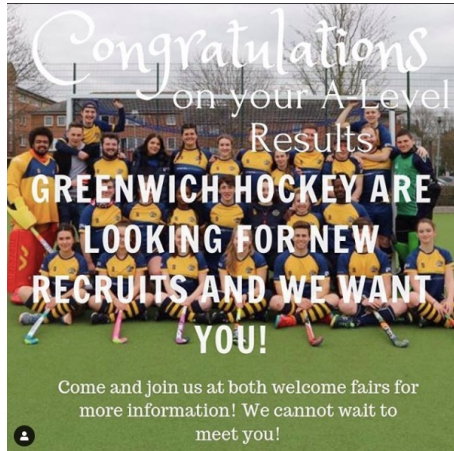 Congratulations
on your A-Level
Results
GREENWICH HOCKEY ARE
LOOKING FOR NEW
RECRUITS AND WE WANT
YOU!
Come and join us at both welcome fairs for
more information! We cannot wait to
meet you!